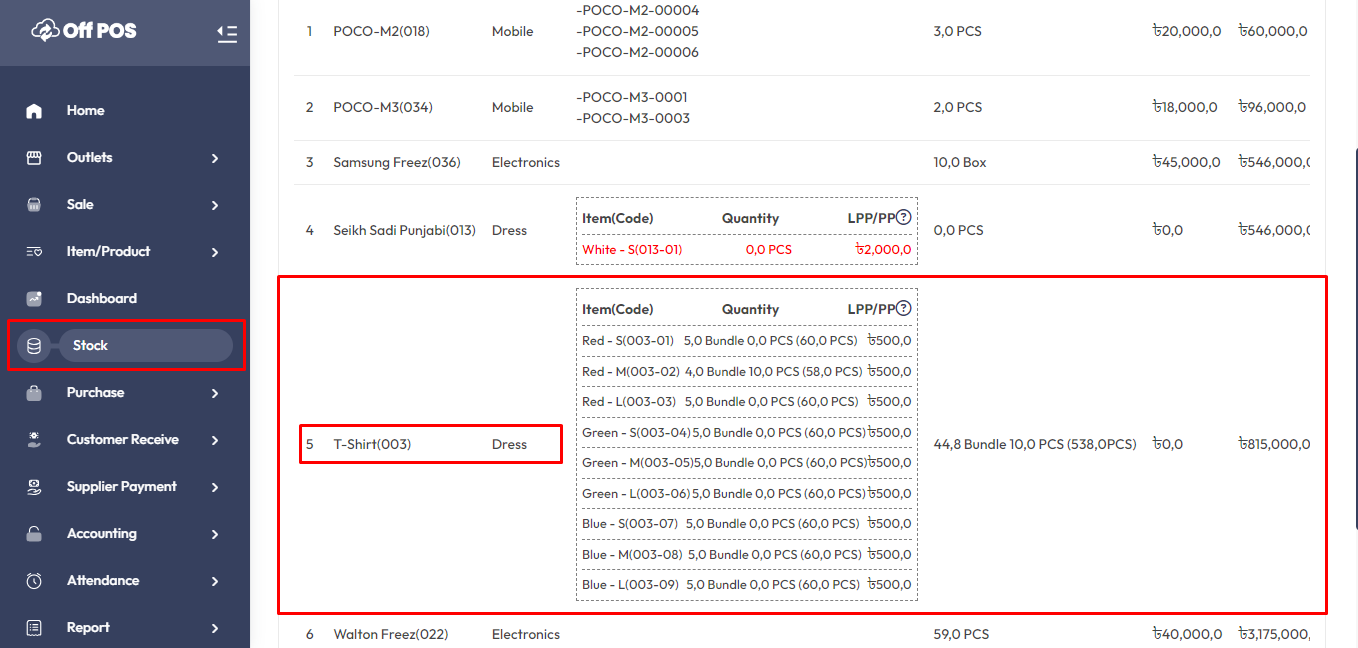 Off POS
Home
Outlets
Sale
Item/Product
Dashboard
Stock
Purchase
Customer Receive
Supplier Payment
Accounting
Attendance
Report
-POCO-M2-00004
1 POCO-M2(018) Mobile -POCO-M2-00005 3,0 PCS ৳20,000,0 ৳60,000,0
-POCO-M2-00006
-POCO-M3-0001
2 POCO-M3(034) Mobile 2,0 PCS ৳18,000,0 ৳96,000,0
-POCO-M3-0003
3 Samsung Freez(036) Electronics 10,0 Box ৳45,000,0 ৳546,000,0
Item(Code) Quantity LPP/PP?
4 Seikh Sadi Punjabi(013) Dress 0,0 PCS ৳0,0 ৳546,000,0
White - S(013-01) 0,0 PCS ৳2,000,0
Item(Code) Quantity LPP/PP?
Red - S(003-01) 5,0 Bundle 0,0 PCS (60,0 PCS) ৳500,0
Red - M(003-02) 4,0 Bundle 10,0 PCS (58,0 PCS) ৳500,0
Red - L(003-03) 5,0 Bundle 0,0 PCS (60,0 PCS) ৳500,0
Green - S(003-04) 5,0 Bundle 0,0 PCS (60,0 PCS) ৳500,0
5 T-Shirt(003) Dress 44,8 Bundle 10,0 PCS (538,0PCS) ৳0,0 ৳815,000,0
Green - M(003-05) 5,0 Bundle 0,0 PCS (60,0 PCS) ৳500,0
Green - L(003-06) 5,0 Bundle 0,0 PCS (60,0 PCS) ৳500,0
Blue - S(003-07) 5,0 Bundle 0,0 PCS (60,0 PCS) ৳500,0
Blue - M(003-08) 5,0 Bundle 0,0 PCS (60,0 PCS) ৳500,0
Blue - L(003-09) 5,0 Bundle 0,0 PCS (60,0 PCS) ৳500,0
6 Walton Freez(022) Electronics 59,0 PCS ৳40,000,0 ৳3,175,000,